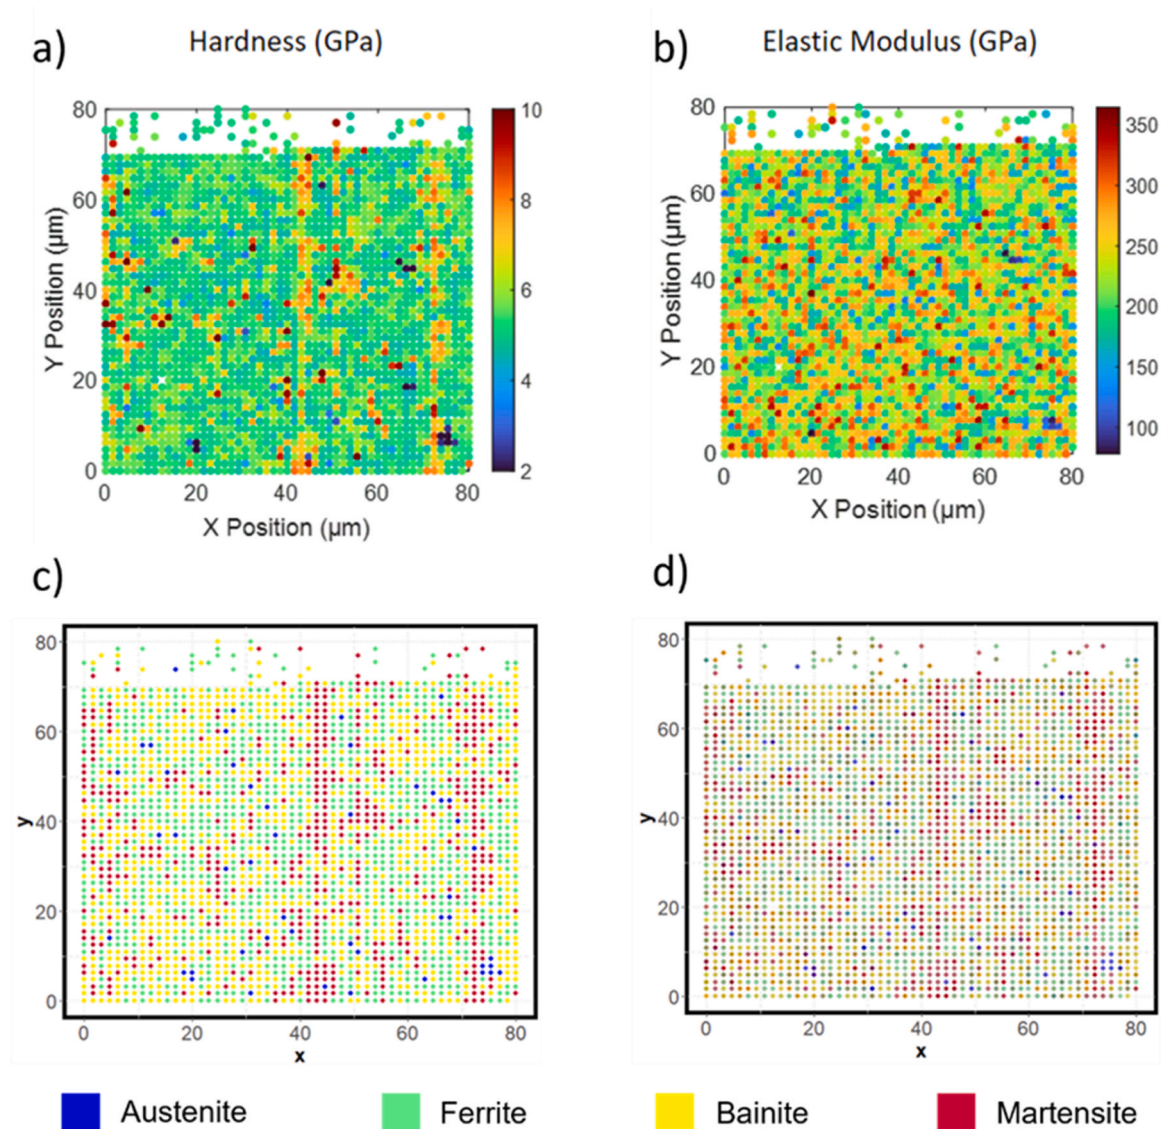 a) Hardness (GPa)
80
60
40
20
0
Y Position (μm)
0 20 40 60 80
X Position (μm)
10
8
6
4
2
b) Elastic Modulus (GPa)
80
60
40
20
0
Y Position (μm)
0 20 40 60 80
X Position (μm)
350
300
250
200
150
100
c)
80
60
40
20
0
y
0 20 40 60 80
x
d)
80
60
40
20
0
y
0 20 40 60 80
x
Austenite Ferrite Bainite Martensite